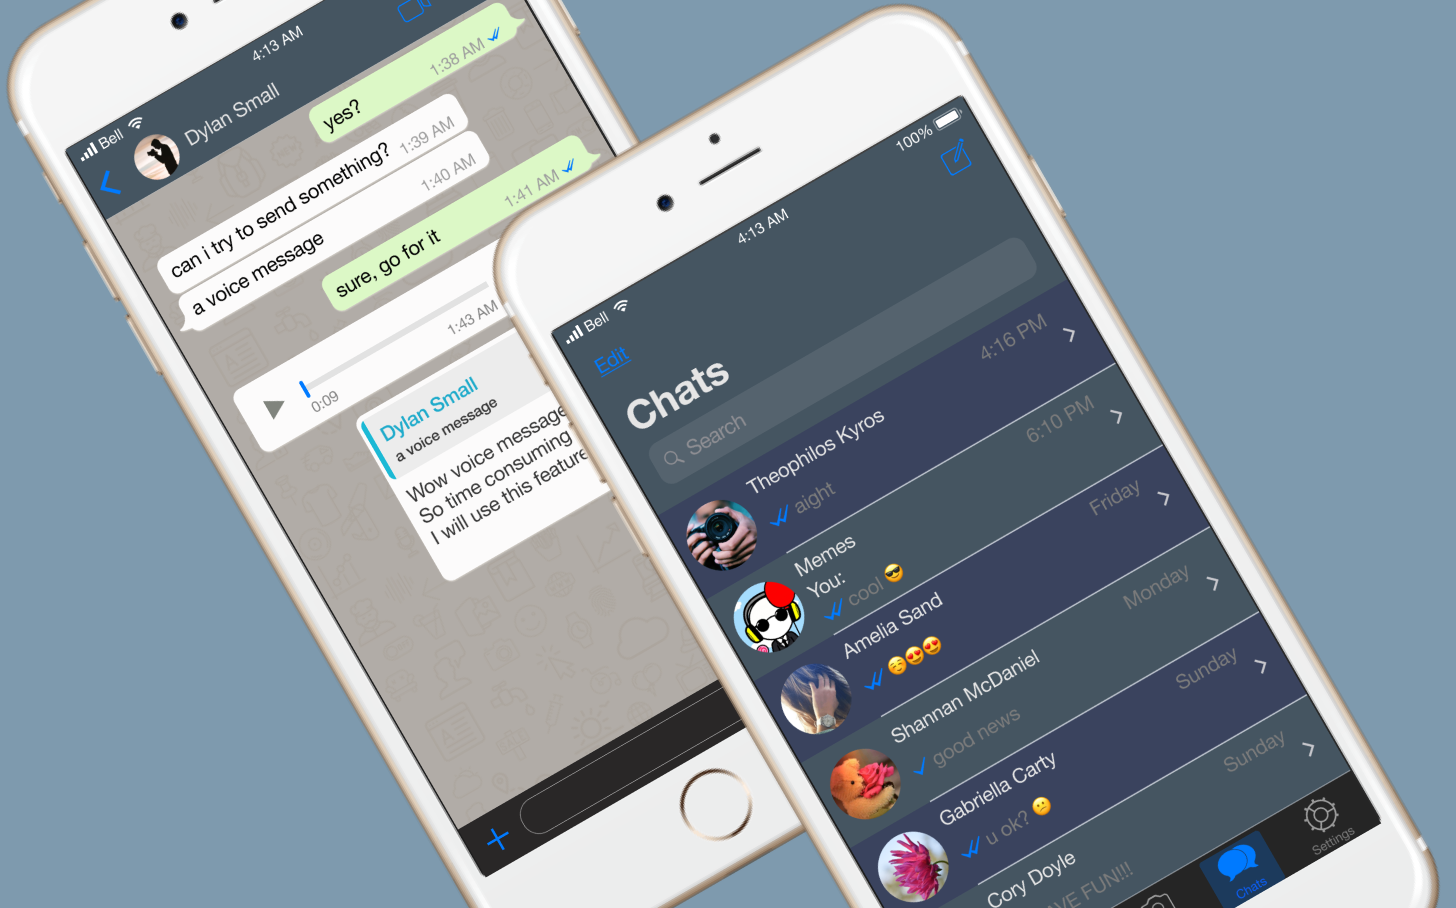 4:13 AM
Bell
Dylan Small
yes?
1:38 AM
can i try to send something?
1:39 AM
a voice message
1:40 AM
sure, go for it
1:41 AM
0:09
1:43 AM
Dylan Small
a voice message
Wow voice message
So time consuming
I will use this feature
Bell
4:13 AM
100%
Edit
Chats
Search
Theophilos Kyros
4:16 PM
aight
Memes
6:10 PM
You:
cool 😎
Amelia Sand
Friday
☺️😍😍
Shannan McDaniel
Monday
good news
Gabriella Carty
Sunday
u ok? 😕
Cory Doyle
Sunday
AVE FUN!!!
Chats
Settings